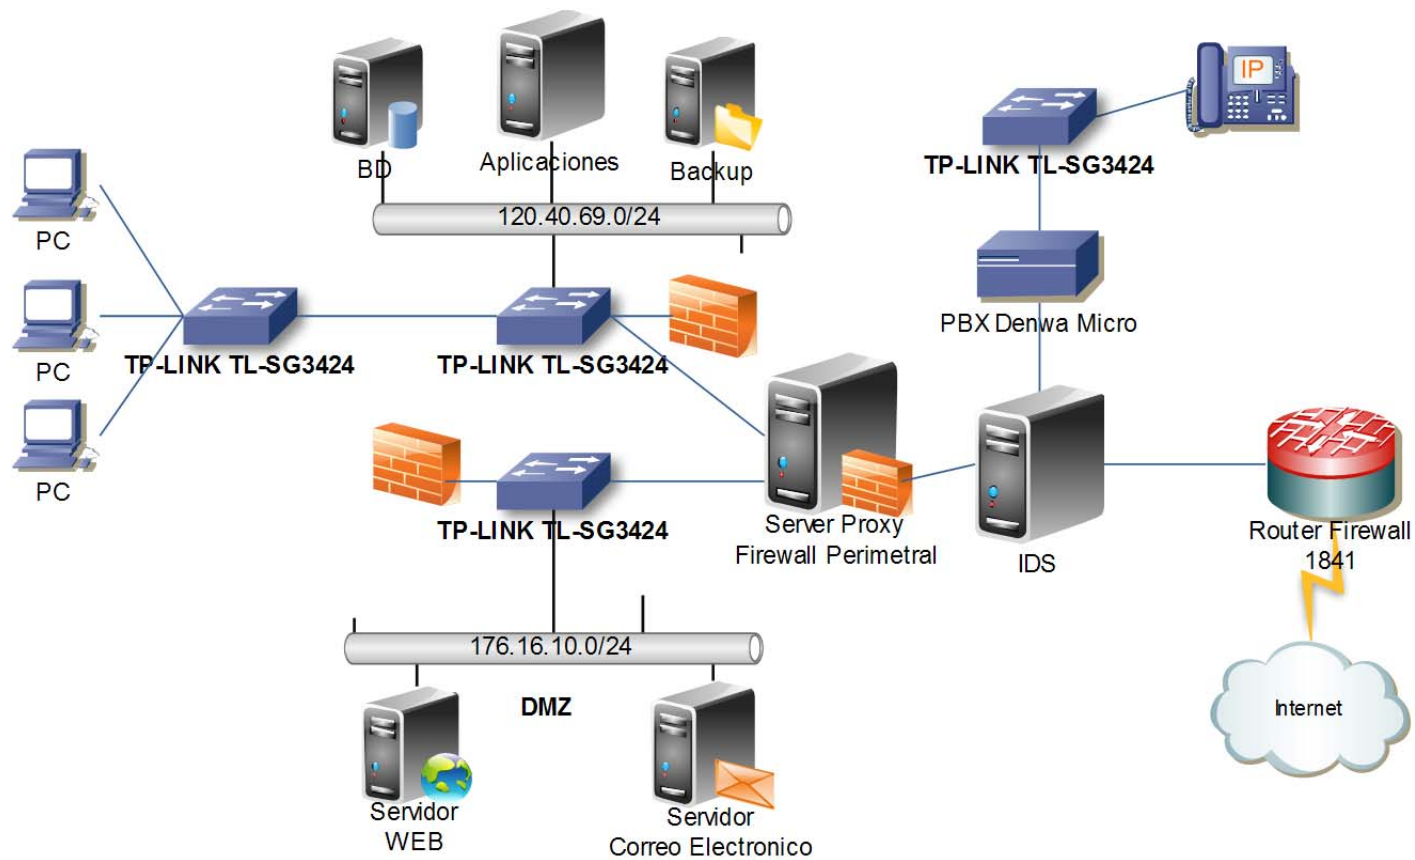 IP
BD
Aplicaciones
Backup
TP-LINK TL-SG3424
120.40.69.0/24
PC
PC
PC
TP-LINK TL-SG3424
TP-LINK TL-SG3424
PBX Denwa Micro
TP-LINK TL-SG3424
Server Proxy
Firewall Perimetral
IDS
Router Firewall
1841
176.16.10.0/24
DMZ
Internet
Servidor
WEB
Servidor
Correo Electronico